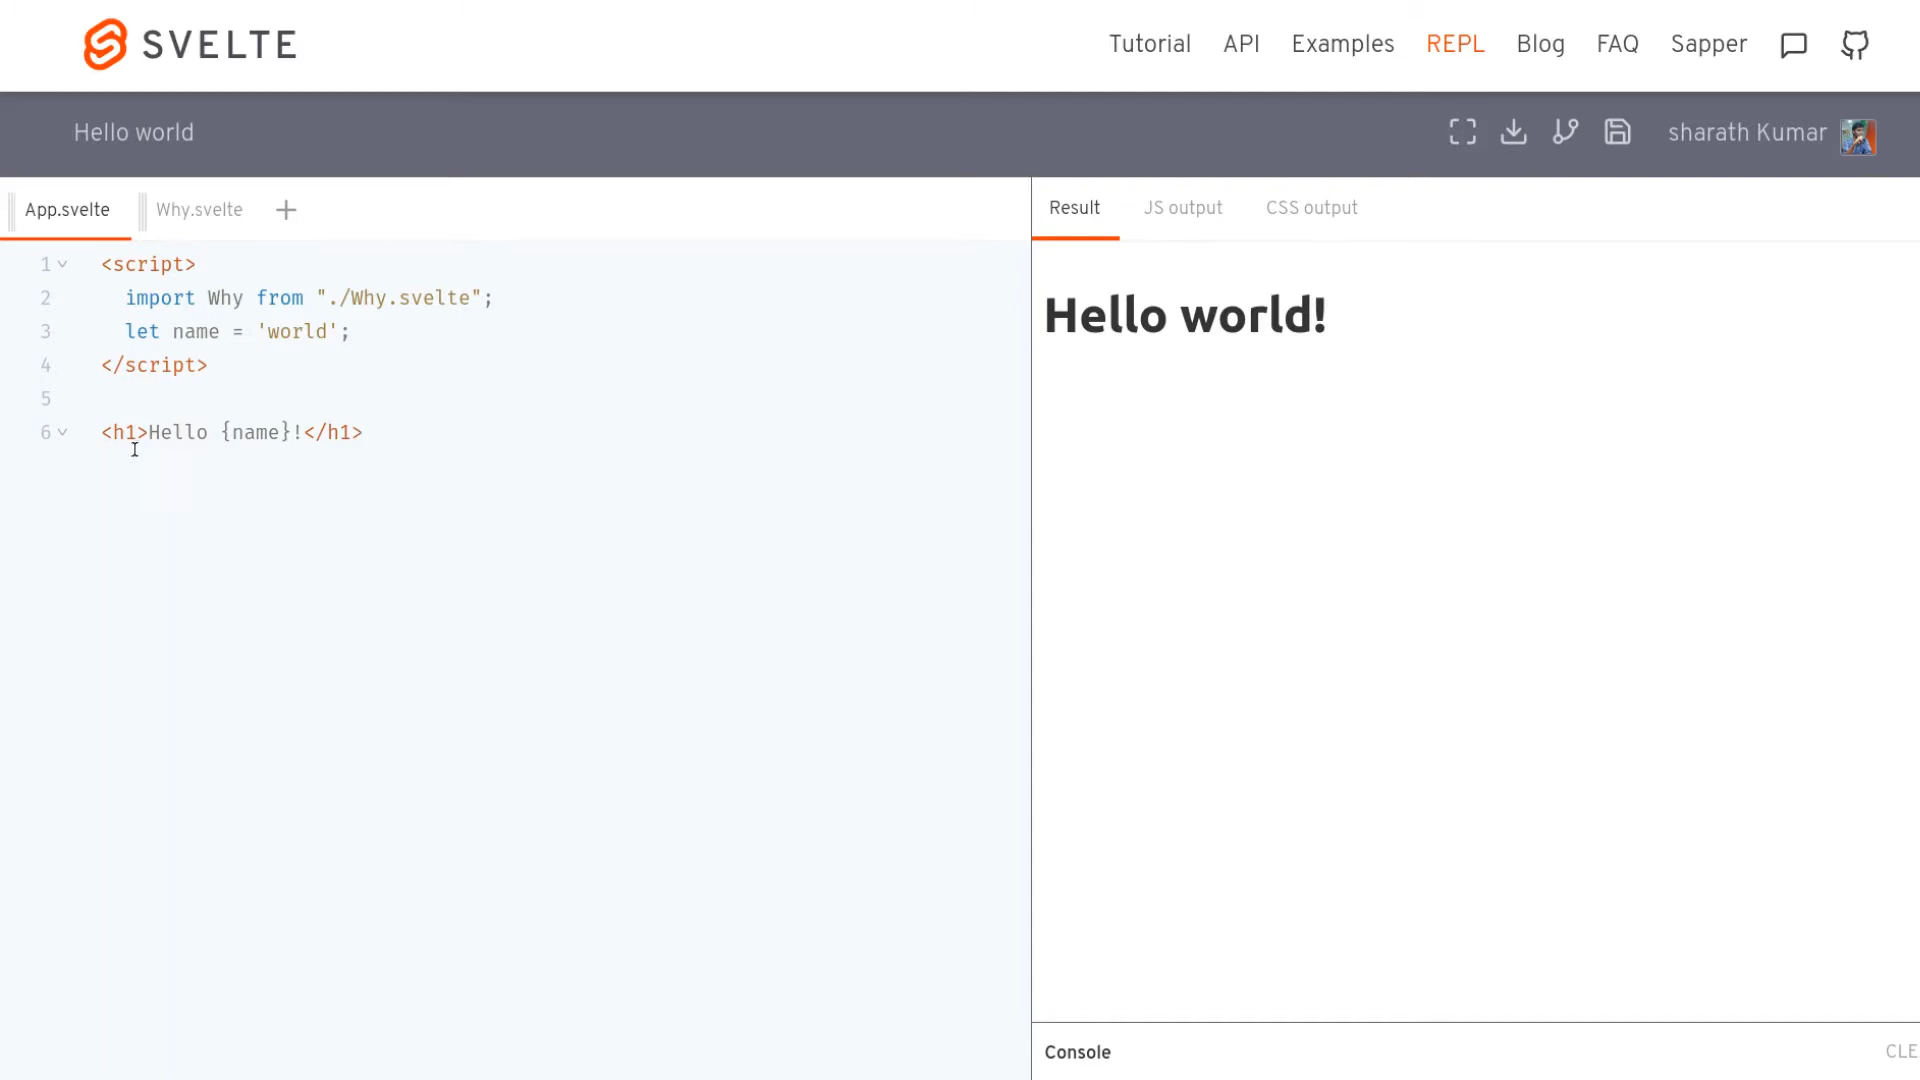 SVELTE
Tutorial API Examples REPL Blog FAQ Sapper
Hello world
sharath Kumar
App.svelte Why.svelte +
Result JS output CSS output
1 <script>
2 import Why from "./Why.svelte";
3 let name = 'world';
4 </script>
5
6 <h1>Hello {name}!</h1>
Hello world!
Console CLE